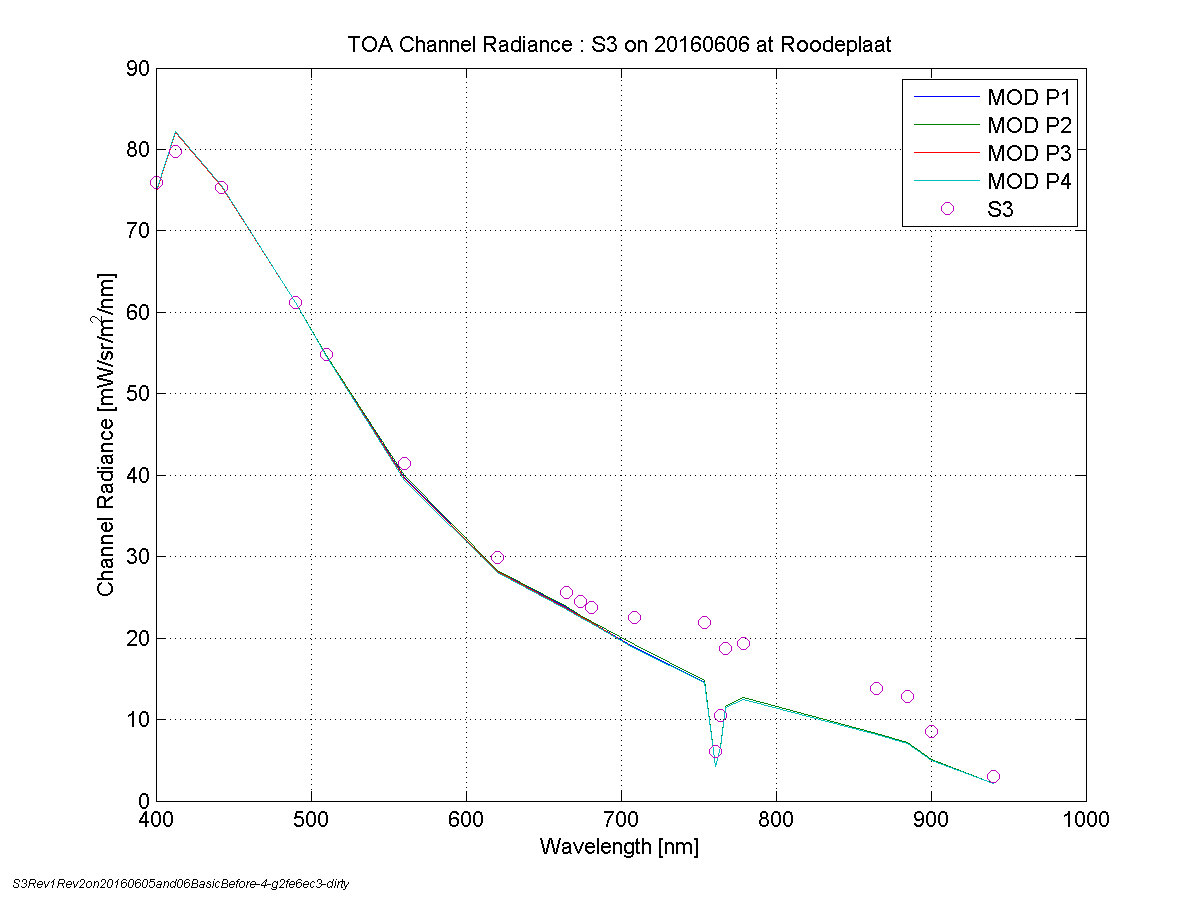 TOA Channel Radiance : S3 on 20160606 at Roodeplaat
90
80
70
60
50
40
30
20
10
0
Channel Radiance [mW/sr/m²/nm]
MOD P1
MOD P2
MOD P3
MOD P4
S3
400 500 600 700 800 900 1000
Wavelength [nm]
S3Rev1Rev2on20160605and06BasicBefore-4-g2fe6ec3-dirty